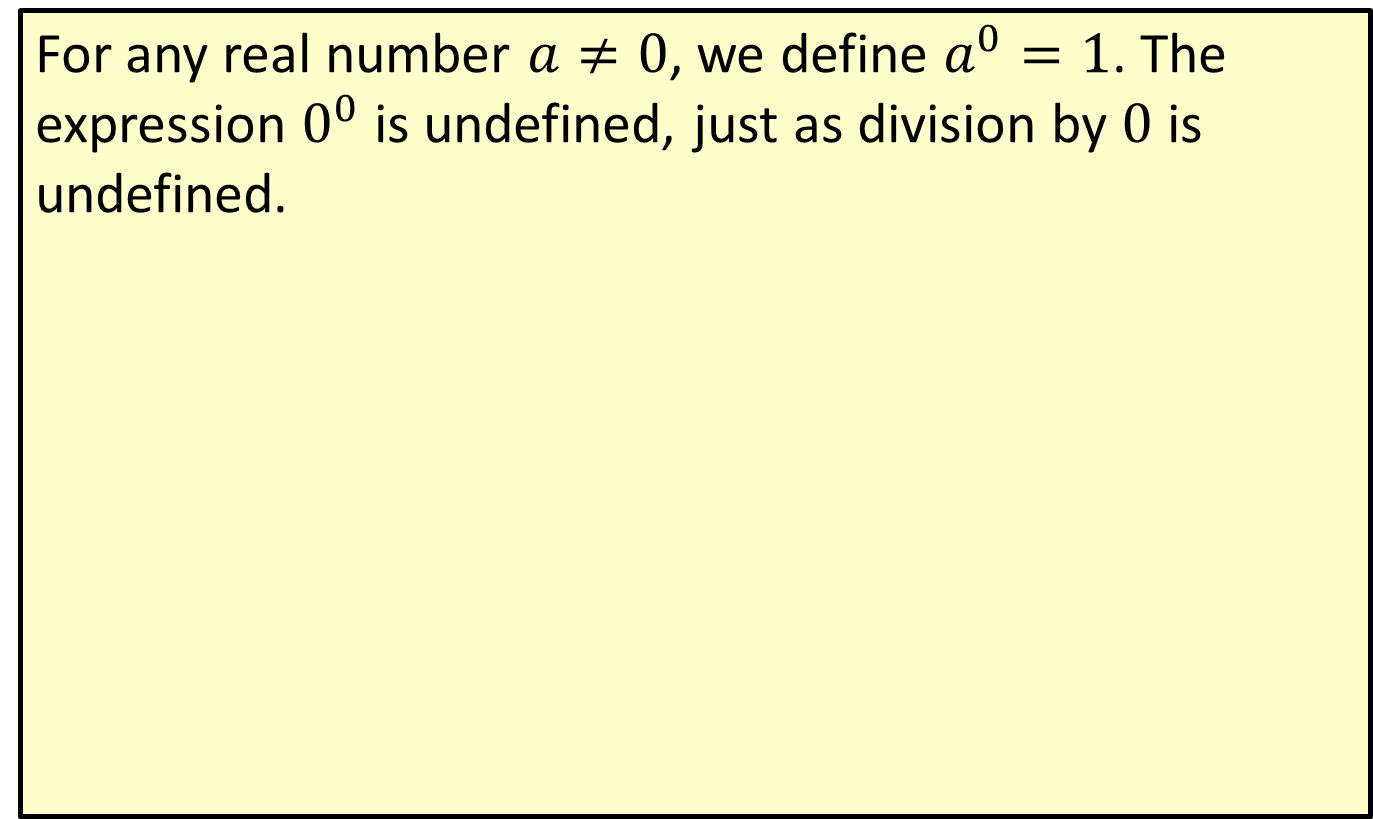 For any real number a ≠ 0, we define a⁰ = 1. The
expression 0⁰ is undefined, just as division by 0 is
undefined.